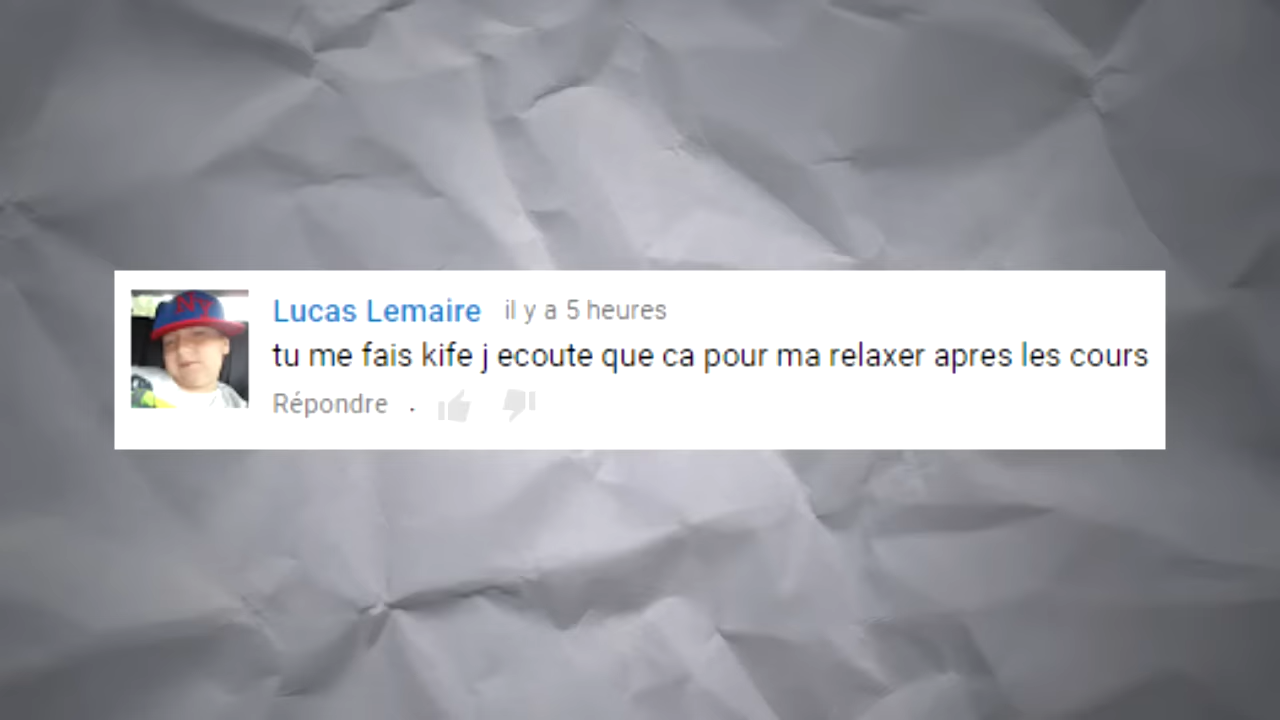 Lucas Lemaire il y a 5 heures
tu me fais kife j ecoute que ca pour ma relaxer apres les cours
Répondre .
NY